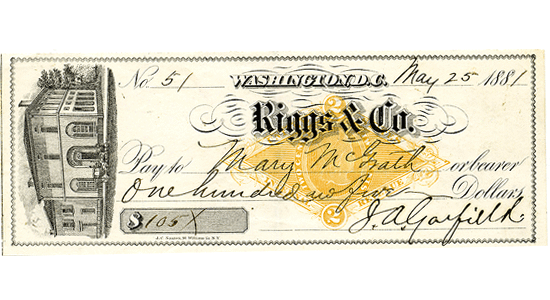 No. 51 WASHINGTON, D.C. May 25 1881
Riggs & Co.
Pay to Mary McGrath or bearer
One hundred & five Dollars
$105 X J. A. Garfield